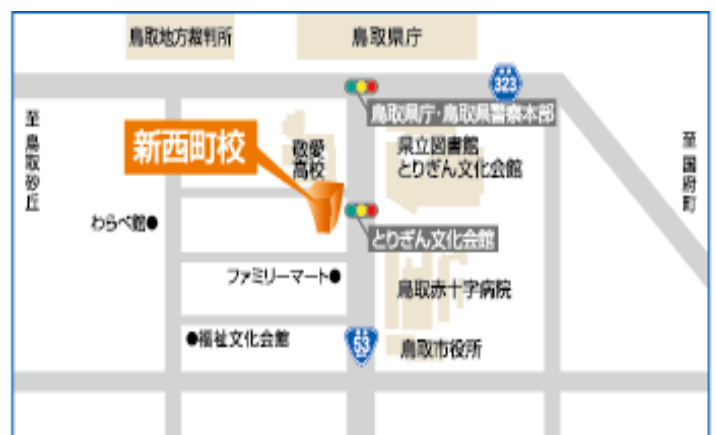 鳥取地方裁判所
鳥取県庁
323
鳥取県庁・鳥取県警察本部
至鳥取砂丘
新西町校
敬愛
高校
県立図書館
とりぎん文化会館
至国府町
わらべ館●
とりぎん文化会館
ファミリーマート●
鳥取赤十字病院
●福祉文化会館
53
鳥取市役所